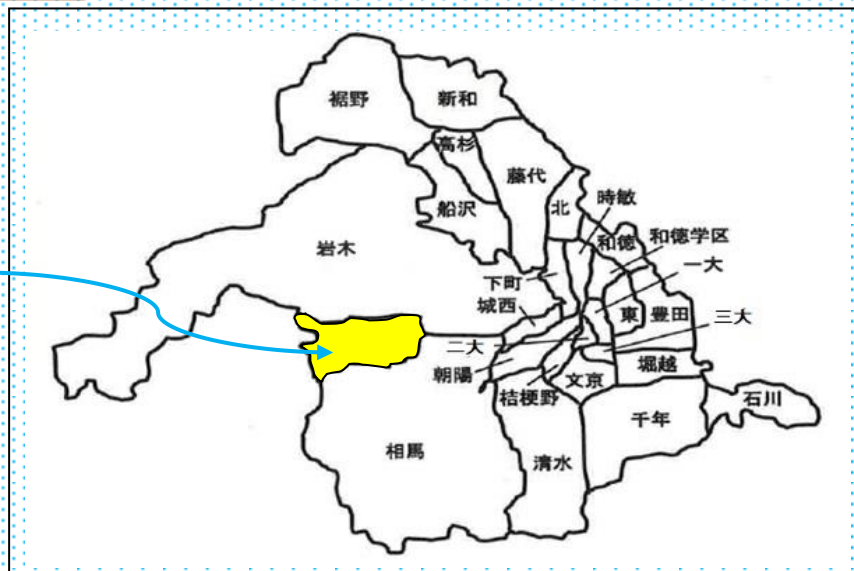 裾野
新和
高杉
藤代
船沢
北
時敏
岩木
和徳
和徳学区
下町
一大
城西
東
豊田
三大
二大
朝陽
堀越
文京
桔梗野
石川
千年
相馬
清水